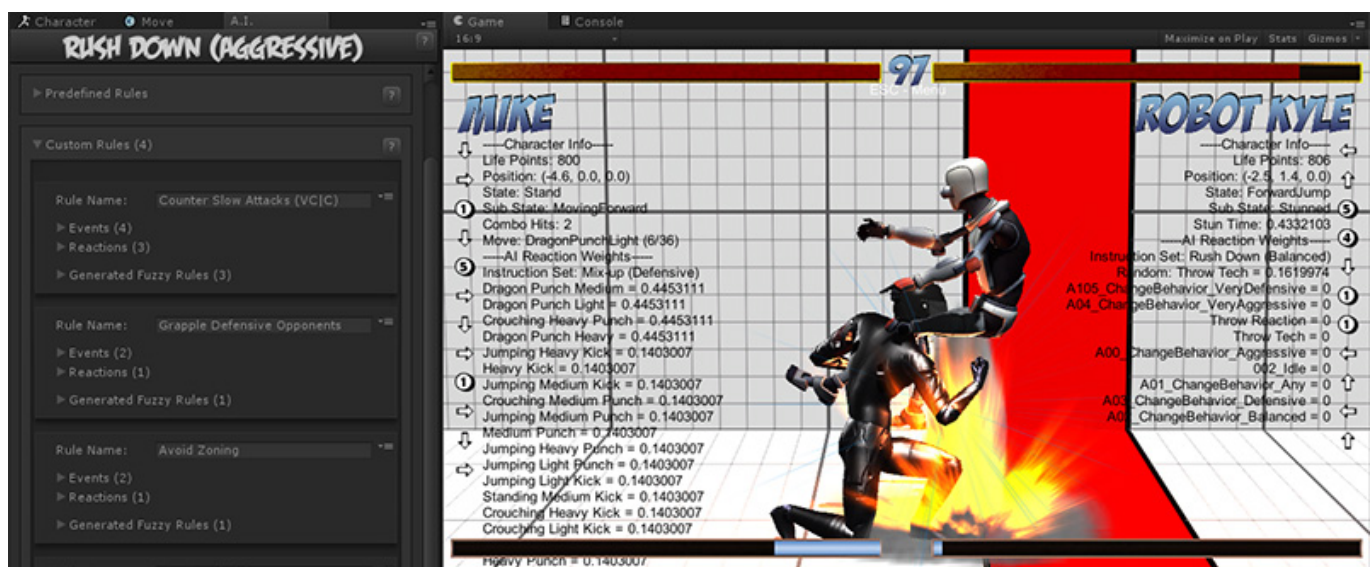 Character
Move
A.I.
RUSH DOWN (AGGRESSIVE)
?
Predefined Rules
?
Custom Rules (4)
?
Rule Name: Counter Slow Attacks (VC|C)
Events (4)
Reactions (3)
Generated Fuzzy Rules (3)
Rule Name: Grapple Defensive Opponents
Events (2)
Reactions (1)
Generated Fuzzy Rules (1)
Rule Name: Avoid Zoning
Events (2)
Reactions (1)
Generated Fuzzy Rules (1)
Game
Console
16:9
Maximize on Play Stats Gizmos
97
ESC - Menu
MIKE
-----Character Info-----
Life Points: 800
Position: (-4.6, 0.0, 0.0)
State: Stand
1 Sub State: MovingForward
Combo Hits: 2
Move: DragonPunchLight (6/36)
-----AI Reaction Weights-----
5 Instruction Set: Mix-up (Defensive)
Dragon Punch Medium = 0.4453111
Dragon Punch Light = 0.4453111
Crouching Heavy Punch = 0.4453111
Dragon Punch Heavy = 0.4453111
Jumping Heavy Kick = 0.1403007
Heavy Kick = 0.1403007
1 Jumping Medium Kick = 0.1403007
Crouching Medium Punch = 0.1403007
Jumping Medium Punch = 0.1403007
Medium Punch = 0.1403007
Jumping Heavy Punch = 0.1403007
Jumping Light Punch = 0.1403007
Jumping Light Kick = 0.1403007
Standing Medium Kick = 0.1403007
Crouching Heavy Kick = 0.1403007
Crouching Light Kick = 0.1403007
Heavy Punch = 0.1403007
ROBOT KYLE
-----Character Info-----
Life Points: 806
Position: (-2.5, 1.4, 0.0)
State: ForwardJump
Sub State: Stunned 5
Stun Time: 0.4332103
-----AI Reaction Weights----- 4
Instruction Set: Rush Down (Balanced)
Random: Throw Tech = 0.1619974
A105_ChangeBehavior_VeryDefensive = 0 1
A04_ChangeBehavior_VeryAggressive = 0
Throw Reaction = 0 1
Throw Tech = 0
A00_ChangeBehavior_Aggressive = 0
002_Idle = 0
A01_ChangeBehavior_Any = 0
A03_ChangeBehavior_Defensive = 0
ChangeBehavior_Balanced = 0